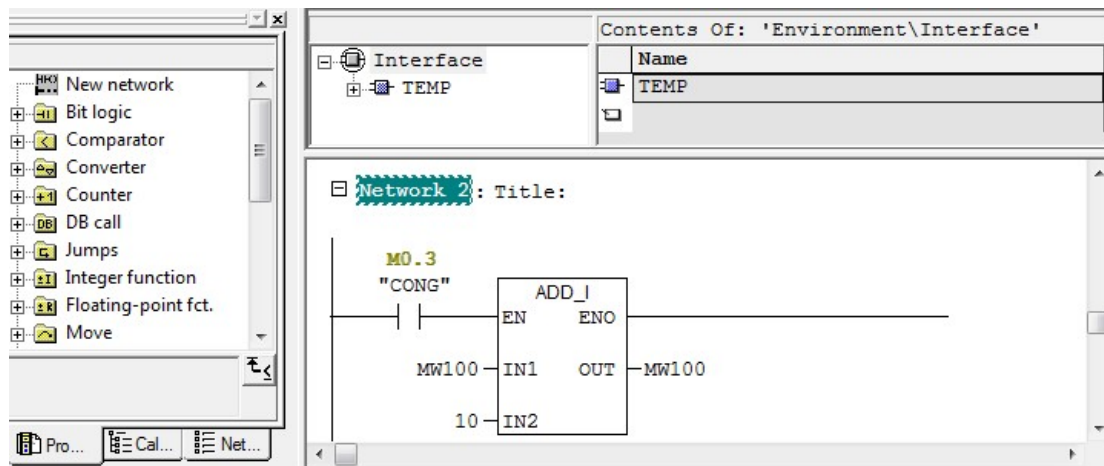 New network
Bit logic
Comparator
Converter
Counter
DB call
Jumps
Integer function
Floating-point fct.
Move
Pro...
Cal...
Net...
Interface
TEMP
Contents Of: 'Environment\Interface'
Name
TEMP
Network 2: Title:
M0.3
"CONG"
ADD_I
EN ENO
MW100 IN1 OUT MW100
10 IN2